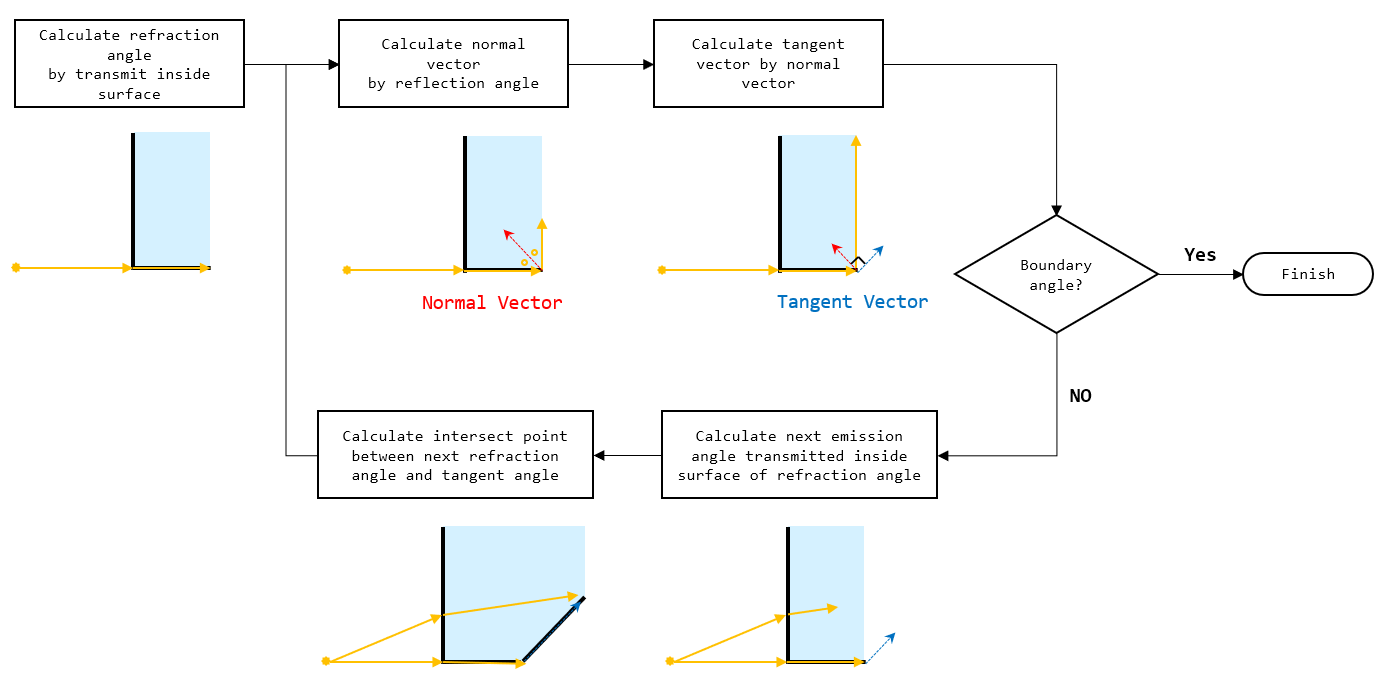 Calculate refraction
angle
by transmit inside
surface
Calculate normal
vector
by reflection angle
Calculate tangent
vector by normal
vector
Normal Vector
Tangent Vector
Boundary
angle?
Yes
Finish
NO
Calculate intersect point
between next refraction
angle and tangent angle
Calculate next emission
angle transmitted inside
surface of refraction angle